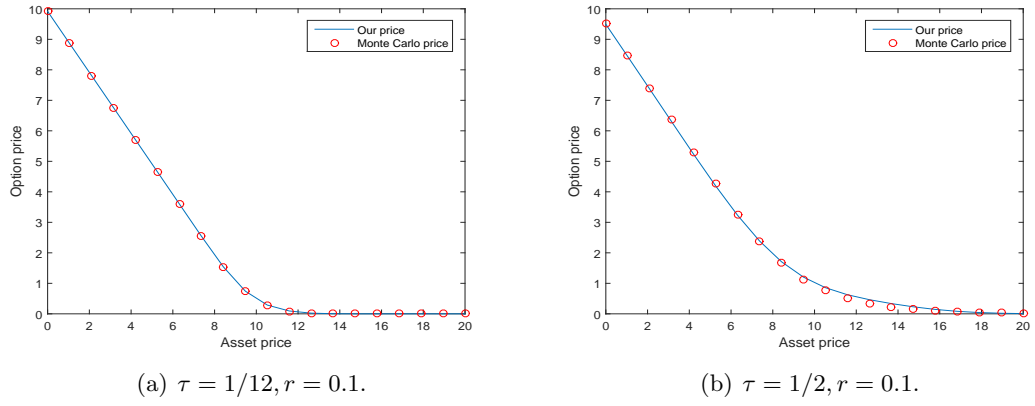 10
9
8
7
6
5
4
3
2
1
0
Option price
0 2 4 6 8 10 12 14 16 18 20
Asset price
Our price
Monte Carlo price
(a) τ = 1/12, r = 0.1.
10
9
8
7
6
5
4
3
2
1
0
Option price
0 2 4 6 8 10 12 14 16 18 20
Asset price
Our price
Monte Carlo price
(b) τ = 1/2, r = 0.1.